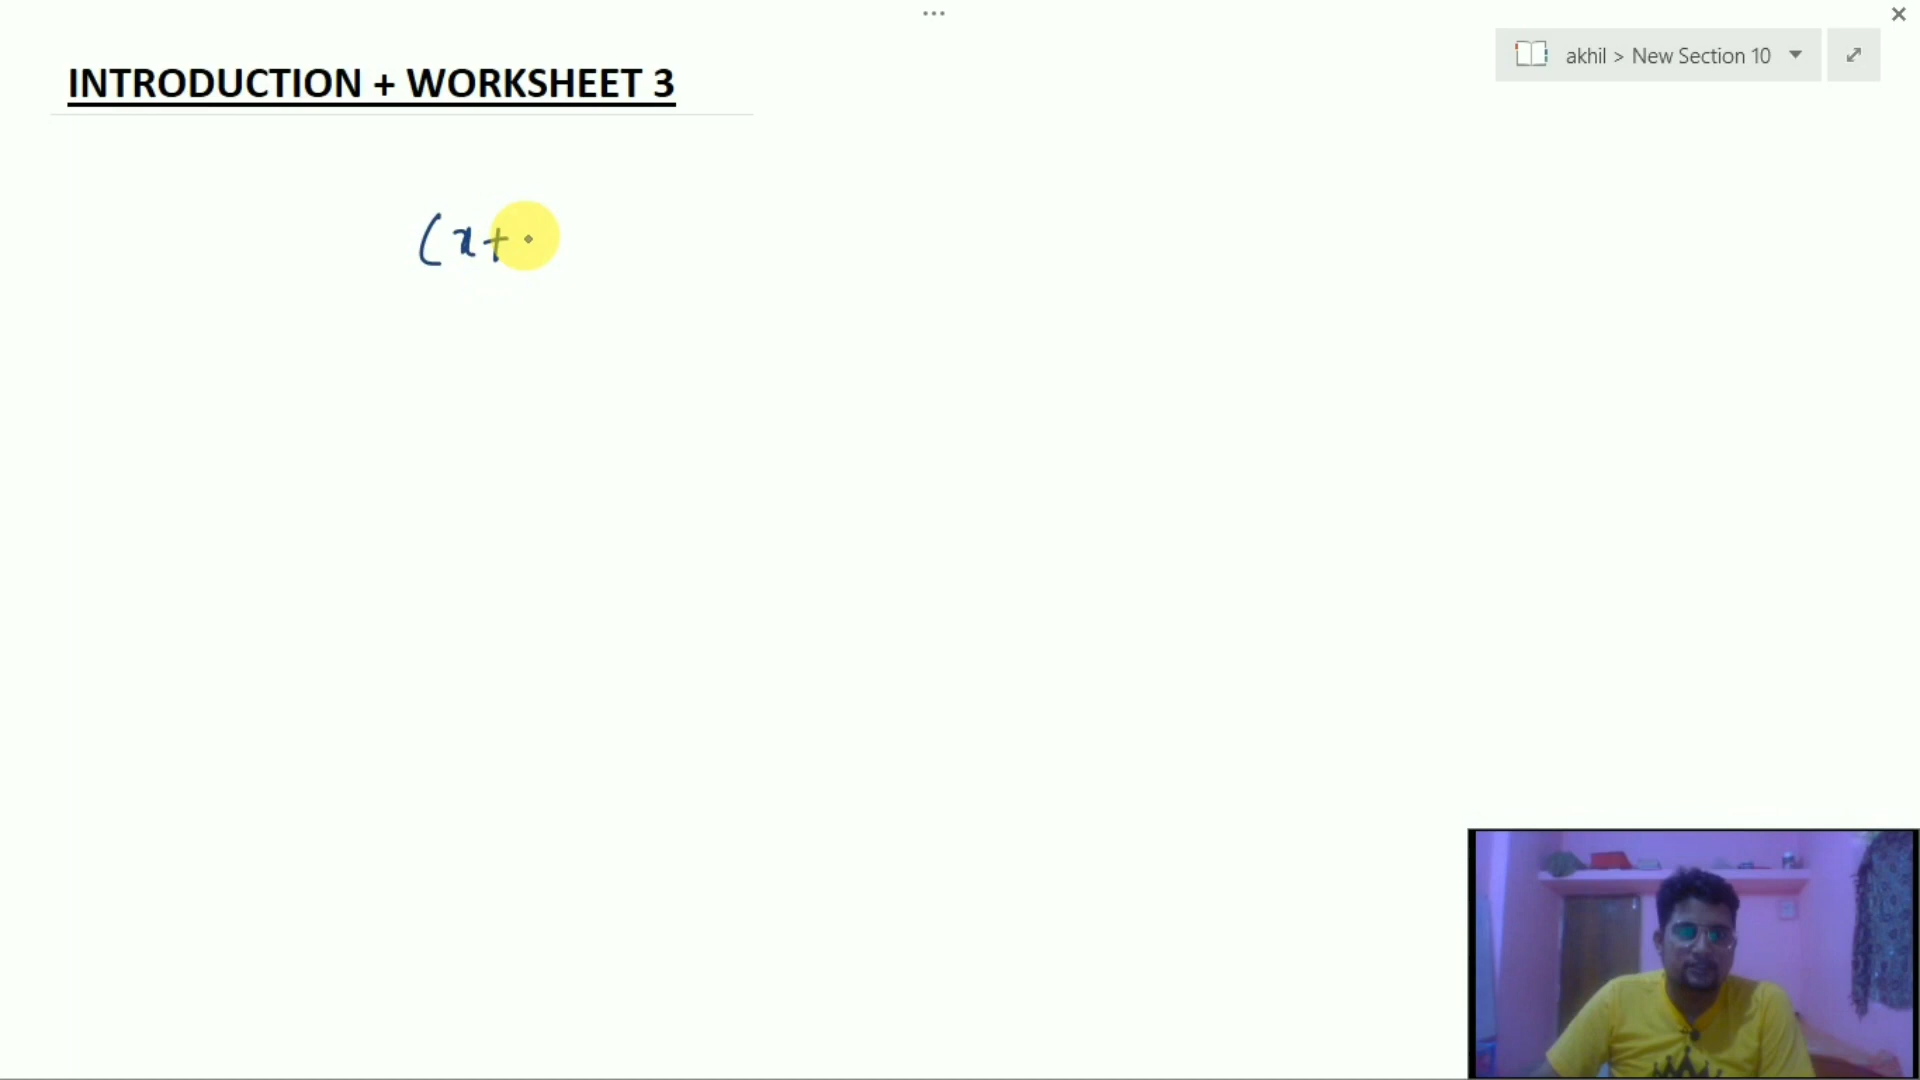 INTRODUCTION + WORKSHEET 3
akhil > New Section 10
(x+